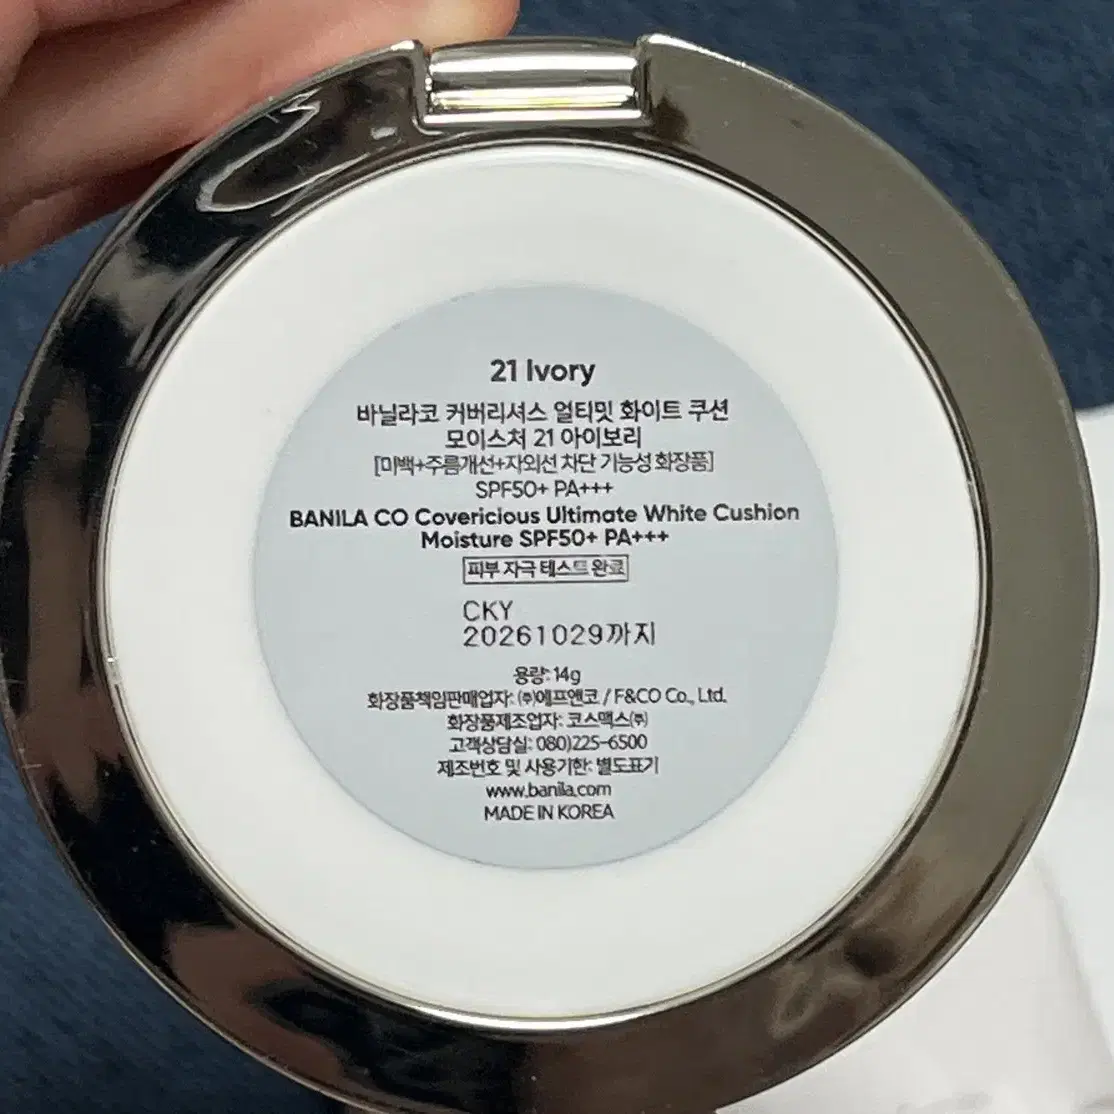 21 Ivory
바닐라코 커버리셔스 얼티밋 화이트 쿠션
모이스처 21 아이보리
[미백+주름개선+자외선 차단 기능성 화장품]
SPF50+ PA+++
BANILA CO Covericious Ultimate White Cushion
Moisture SPF50+ PA+++
피부 자극 테스트 완료
CKY
20261029까지
용량: 14g
화장품책임판매업자: ㈜에프앤코 / F&CO Co., Ltd.
화장품제조업자: 코스맥스㈜
고객상담실: 080)225-6500
제조번호 및 사용기한: 별도표기
www.banila.com
MADE IN KOREA